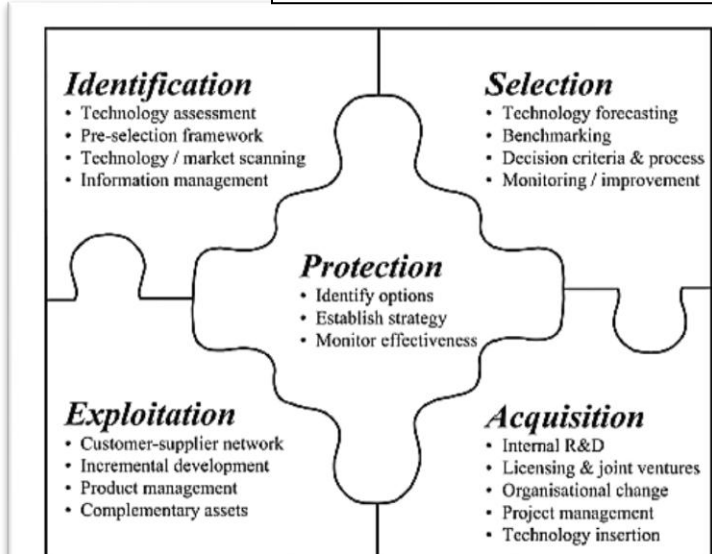 Identification
• Technology assessment
• Pre-selection framework
• Technology / market scanning
• Information management
Selection
• Technology forecasting
• Benchmarking
• Decision criteria & process
• Monitoring / improvement
Protection
• Identify options
• Establish strategy
• Monitor effectiveness
Exploitation
• Customer-supplier network
• Incremental development
• Product management
• Complementary assets
Acquisition
• Internal R&D
• Licensing & joint ventures
• Organisational change
• Project management
• Technology insertion